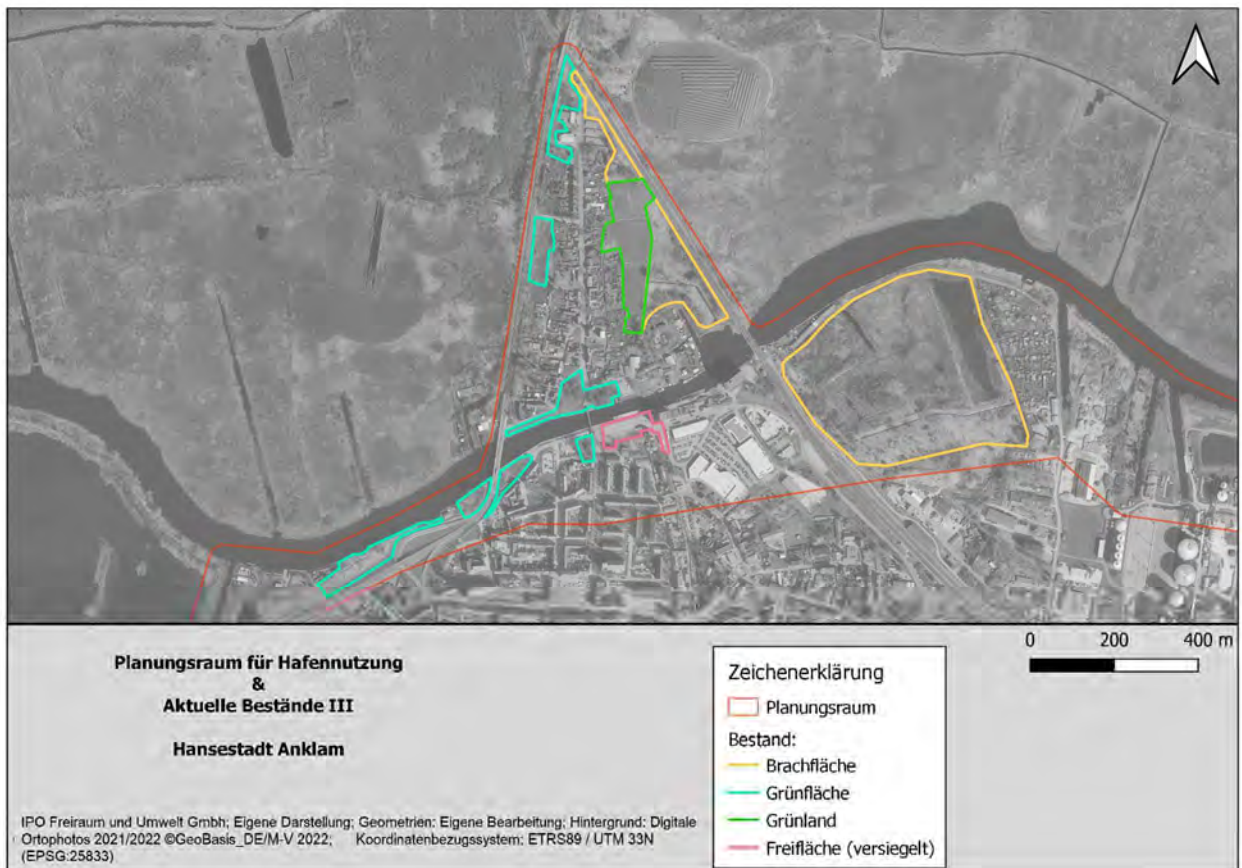 Planungsraum für Hafennutzung
&
Aktuelle Bestände III
Hansestadt Anklam
IPO Freiraum und Umwelt Gmbh; Eigene Darstellung; Geometrien: Eigene Bearbeitung; Hintergrund: Digitale
Ortophotos 2021/2022 ©GeoBasis_DE/M-V 2022; Koordinatenbezugssystem: ETRS89 / UTM 33N
(EPSG:25833)
Zeichenerklärung
Planungsraum
Bestand:
Brachfläche
Grünfläche
Grünland
Freifläche (versiegelt)
0 200 400 m